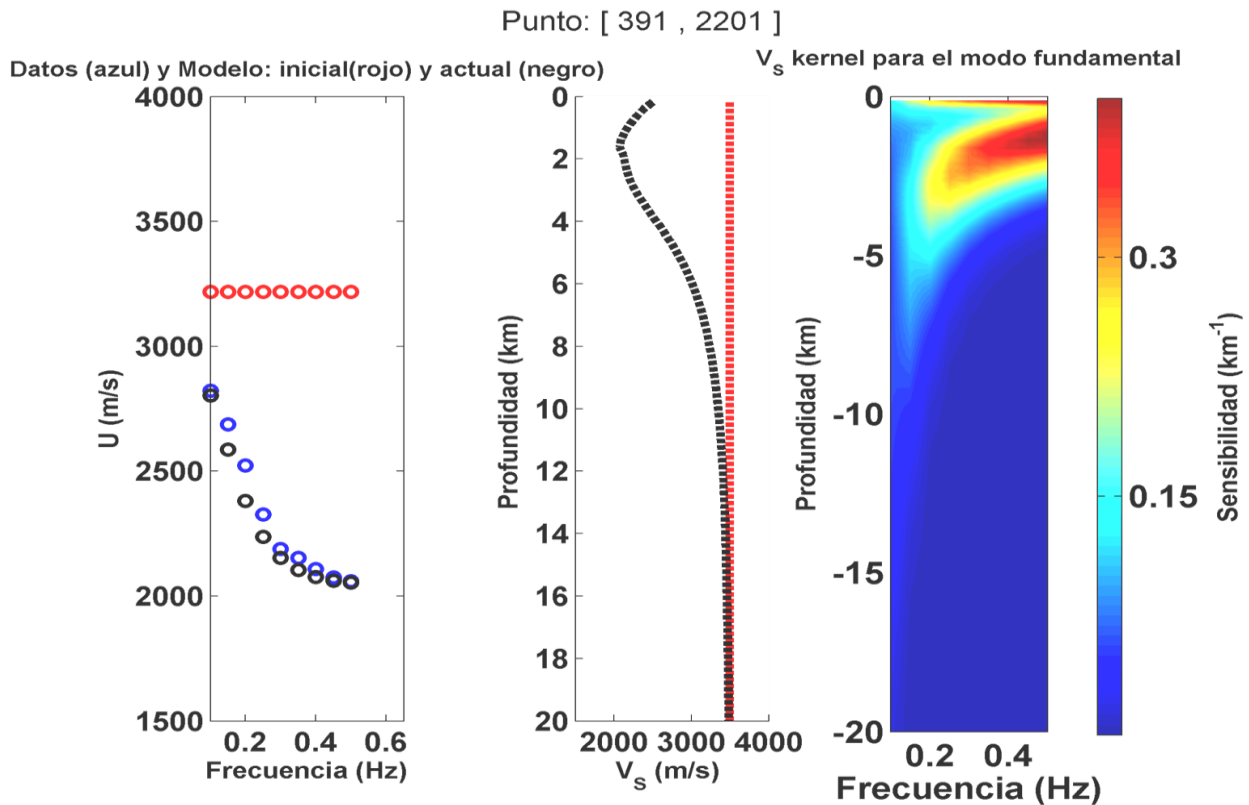 Punto: [ 391 , 2201 ]
Datos (azul) y Modelo: inicial(rojo) y actual (negro)
4000
3500
3000
2500
2000
1500
U (m/s)
0.2 0.4 0.6
Frecuencia (Hz)
0
2
4
6
8
10
12
14
16
18
20
Profundidad (km)
2000 3000 4000
V_S (m/s)
V_S kernel para el modo fundamental
0
-5
-10
-15
-20
Profundidad (km)
0.2 0.4
Frecuencia (Hz)
0.3
0.15
Sensibilidad (km⁻¹)